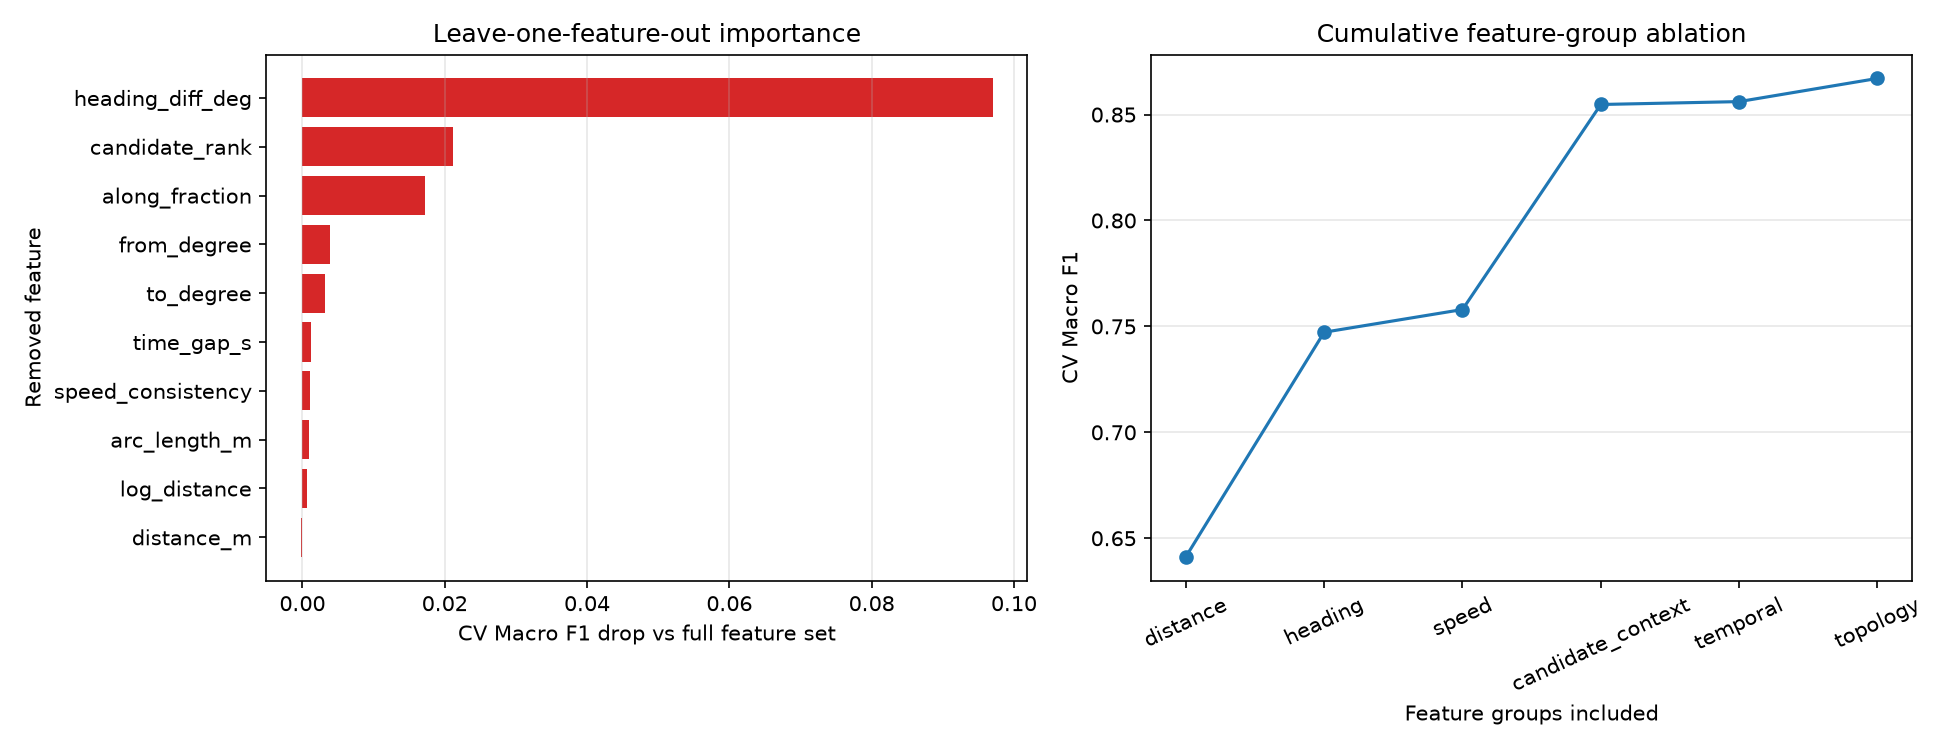 Leave-one-feature-out importance
Removed feature
heading_diff_deg
candidate_rank
along_fraction
from_degree
to_degree
time_gap_s
speed_consistency
arc_length_m
log_distance
distance_m
0.00 0.02 0.04 0.06 0.08 0.10
CV Macro F1 drop vs full feature set
Cumulative feature-group ablation
CV Macro F1
0.85
0.80
0.75
0.70
0.65
distance heading speed candidate_context temporal topology
Feature groups included